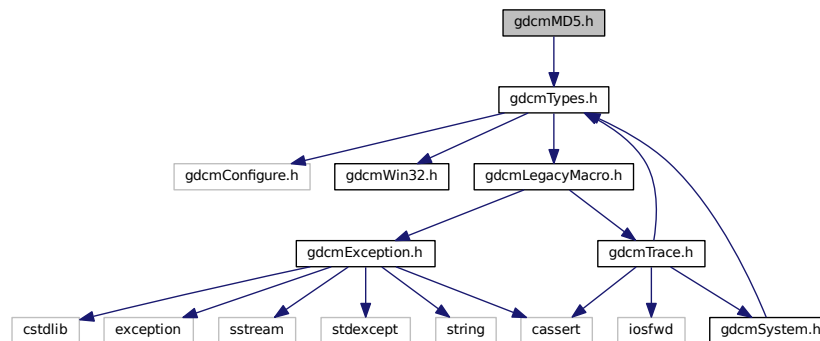 gdcmMD5.h
gdcmTypes.h
gdcmConfigure.h
gdcmWin32.h
gdcmLegacyMacro.h
gdcmException.h
gdcmTrace.h
cstdlib
exception
sstream
stdexcept
string
cassert
iosfwd
gdcmSystem.h